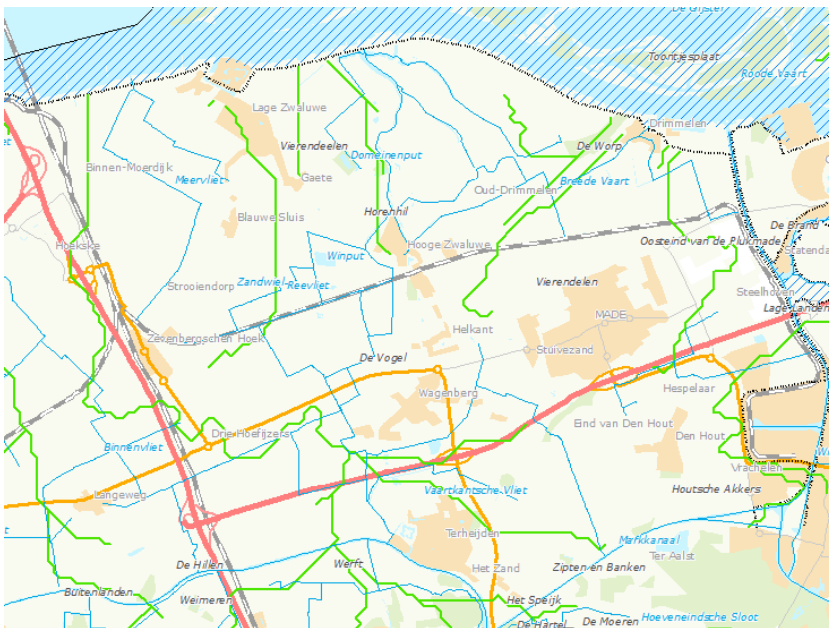 De Gijster
Toontjesplaat
Roode Vaart
Lage Zwaluwe
Drimmelen
Vierendeelen
De Worp
Domeinenput
Binnen-Moerdijk
Gaete
Meervliet
Breede Vaart
Oud-Drimmelen
Blauwe Sluis
Horenhil
De Brand
Hoekske
Hooge Zwaluwe
Oosteind van de Plukmade
Statenda
Winput
Strooiendorp
Zandwiel
Reevliet
Vierendelen
Steelhoven
Lage Landen
MADE
Helkant
Zevenbergschen Hoek
Stuivezand
De Vogel
Wagenberg
Hespelaar
Eind van Den Hout
Drie Hoefijzers
Den Hout
Binnenvliet
Wi
Vrachelen
Langeweg
Vaartkantsche Vliet
Houtsche Akkers
Terheijden
Markkanaal
Ter Aalst
De Hillen
Werft
Het Zand
Zipten en Banken
Buitenlanden
Weimeren
Het Speijk
De Hartel
De Moeren
Hoeveneindsche Sloot